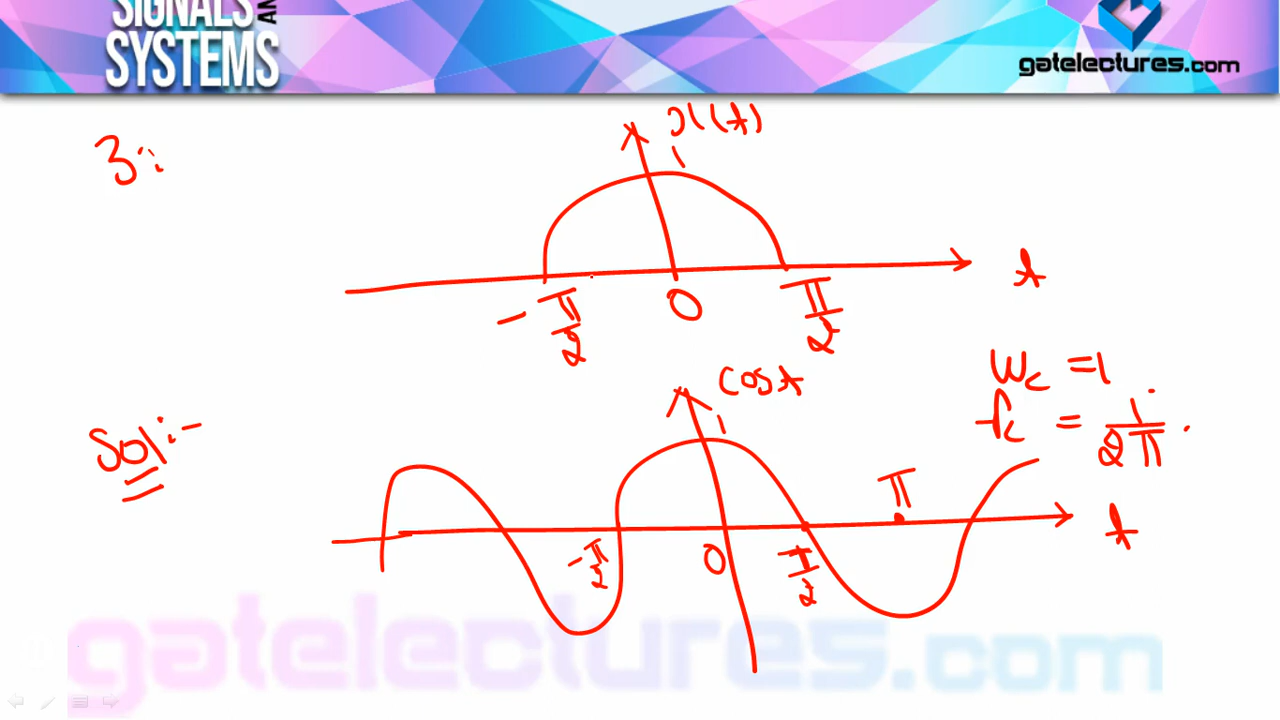 SIGNALS AND
SYSTEMS
gatelectures.com
3:
x(t)
1
-π/2
0
π/2
t
Sol:-
cos t
1
ωc = 1
fc = 1/2π
π
-π/2
0
π/2
t
gatelectures.com